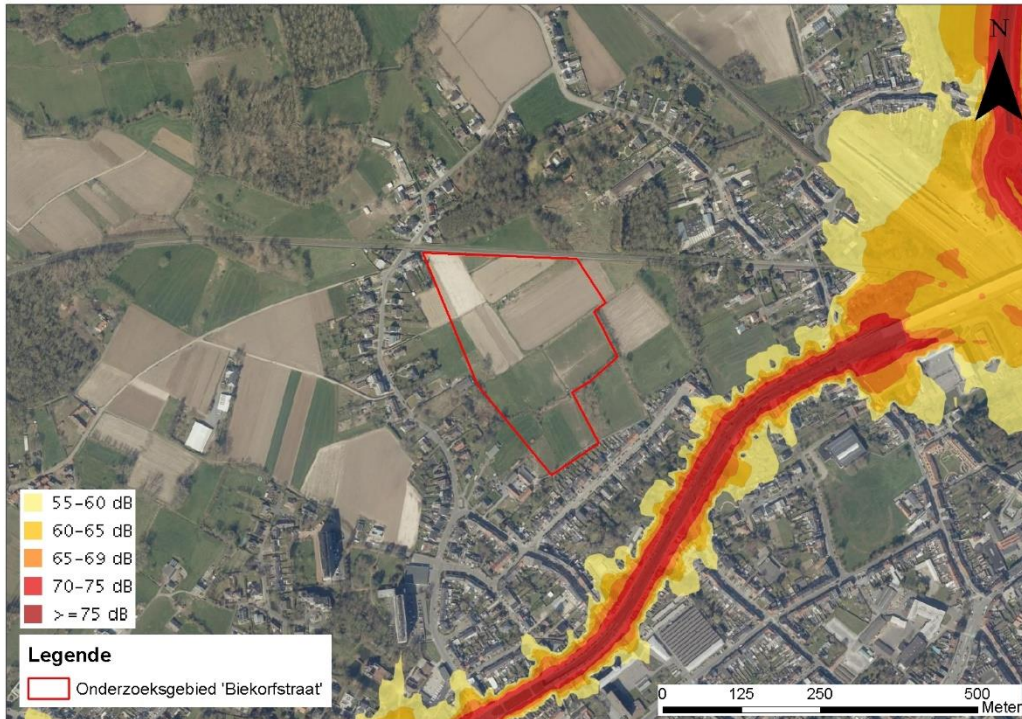 N
55-60 dB
60-65 dB
65-69 dB
70-75 dB
>=75 dB
Legende
Onderzoeksgebied 'Biekorfstraat'
0 125 250 500
Meter